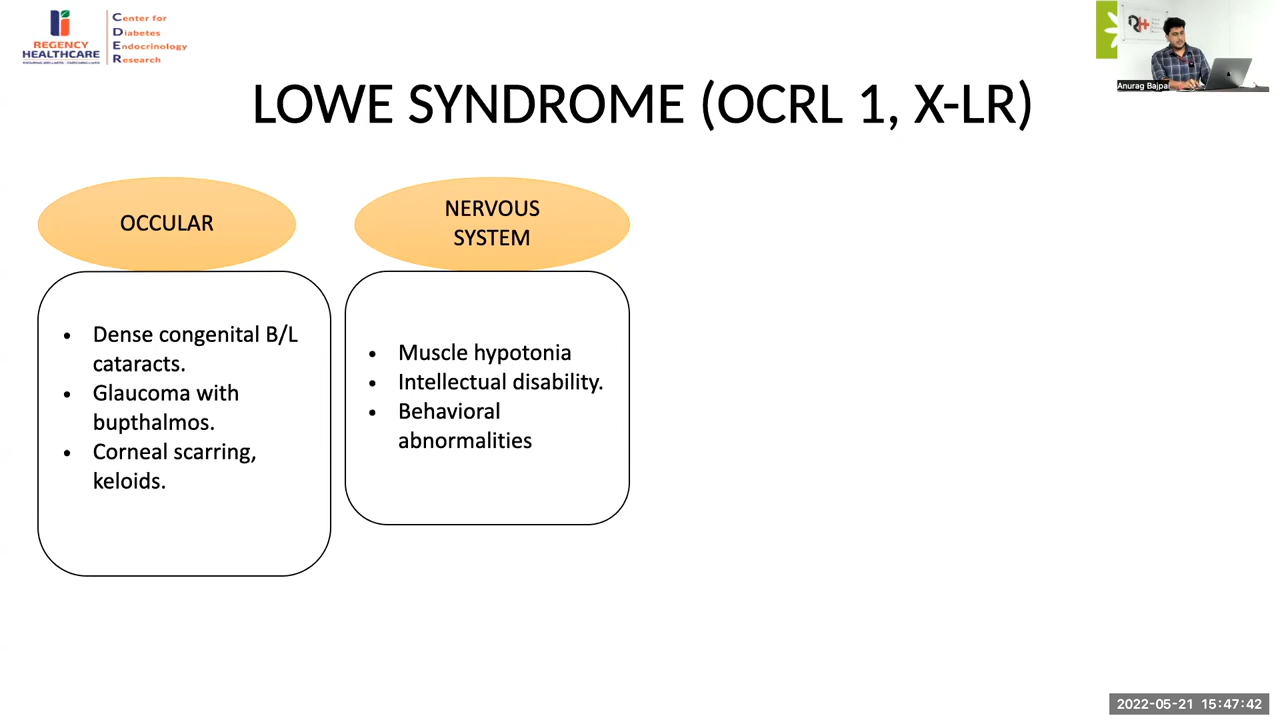 REGENCY
HEALTHCARE
Center for
Diabetes
Endocrinology
Research
Anurag Bajpai
LOWE SYNDROME (OCRL 1, X-LR)
OCCULAR
• Dense congenital B/L
cataracts.
• Glaucoma with
bupthalmos.
• Corneal scarring,
keloids.
NERVOUS
SYSTEM
• Muscle hypotonia
• Intellectual disability.
• Behavioral
abnormalities
2022-05-21 15:47:42